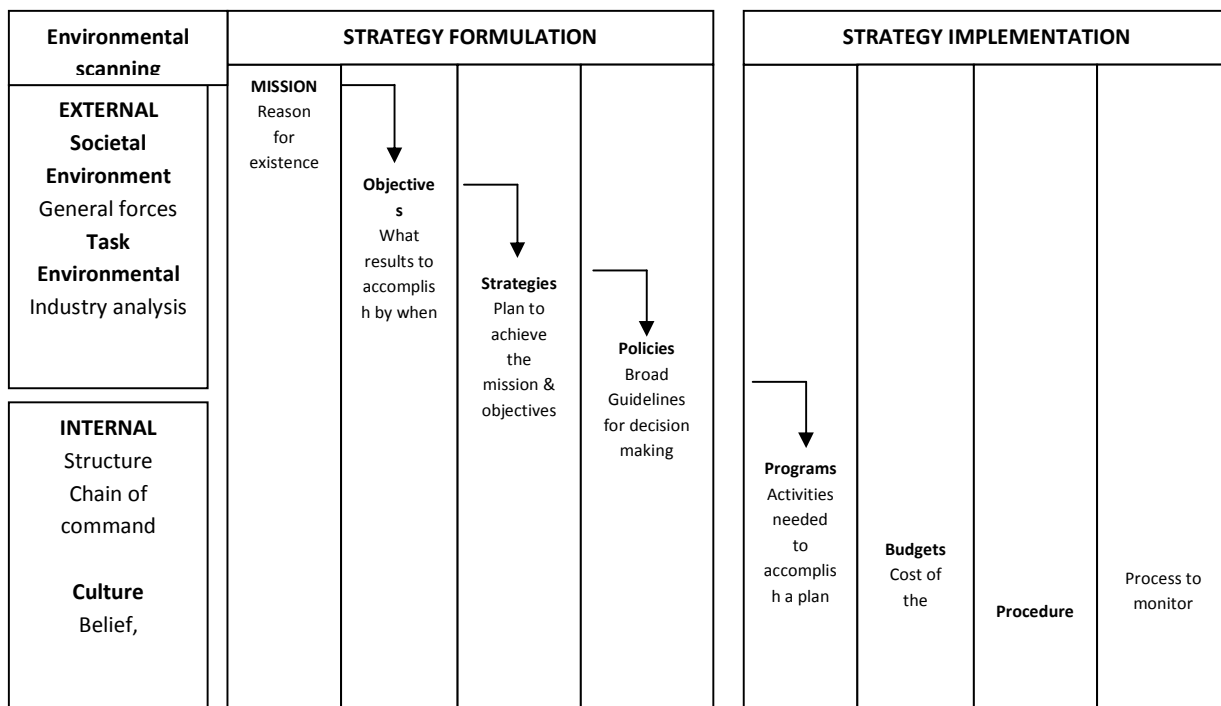 Environmental
scanning
STRATEGY FORMULATION
STRATEGY IMPLEMENTATION
EXTERNAL
Societal
Environment
General forces
Task
Environmental
Industry analysis
INTERNAL
Structure
Chain of
command
Culture
Belief,
MISSION
Reason
for
existence
Objective
s
What
results to
accomplis
h by when
Strategies
Plan to
achieve
the
mission &
objectives
Policies
Broad
Guidelines
for decision
making
Programs
Activities
needed
to
accomplis
h a plan
Budgets
Cost of
the
Procedure
Process to
monitor